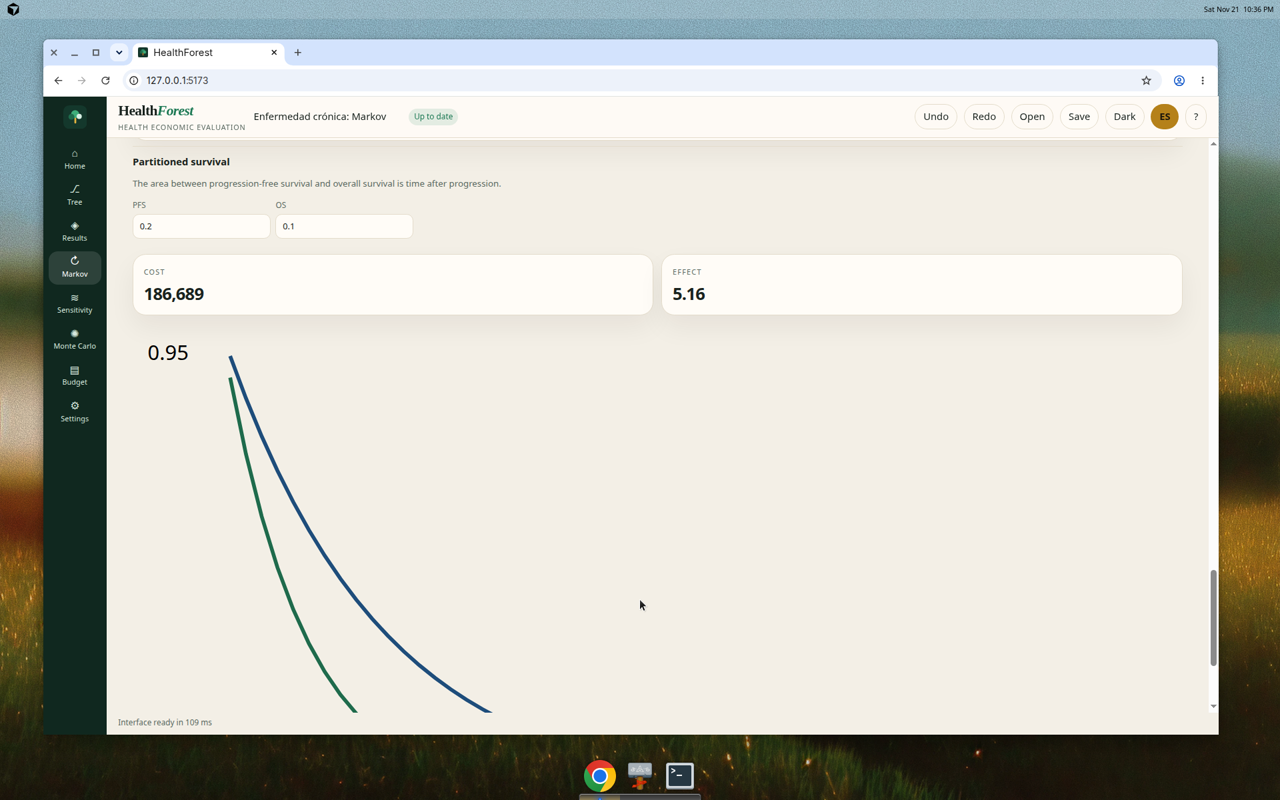 Sat Nov 21 10:36 PM
HealthForest
127.0.0.1:5173
HealthForest
HEALTH ECONOMIC EVALUATION
Enfermedad crónica: Markov
Up to date
Undo
Redo
Open
Save
Dark
ES
?
Home
Tree
Results
Markov
Sensitivity
Monte Carlo
Budget
Settings
Partitioned survival
The area between progression-free survival and overall survival is time after progression.
PFS
OS
0.2
0.1
COST
186,689
EFFECT
5.16
0.95
Interface ready in 109 ms